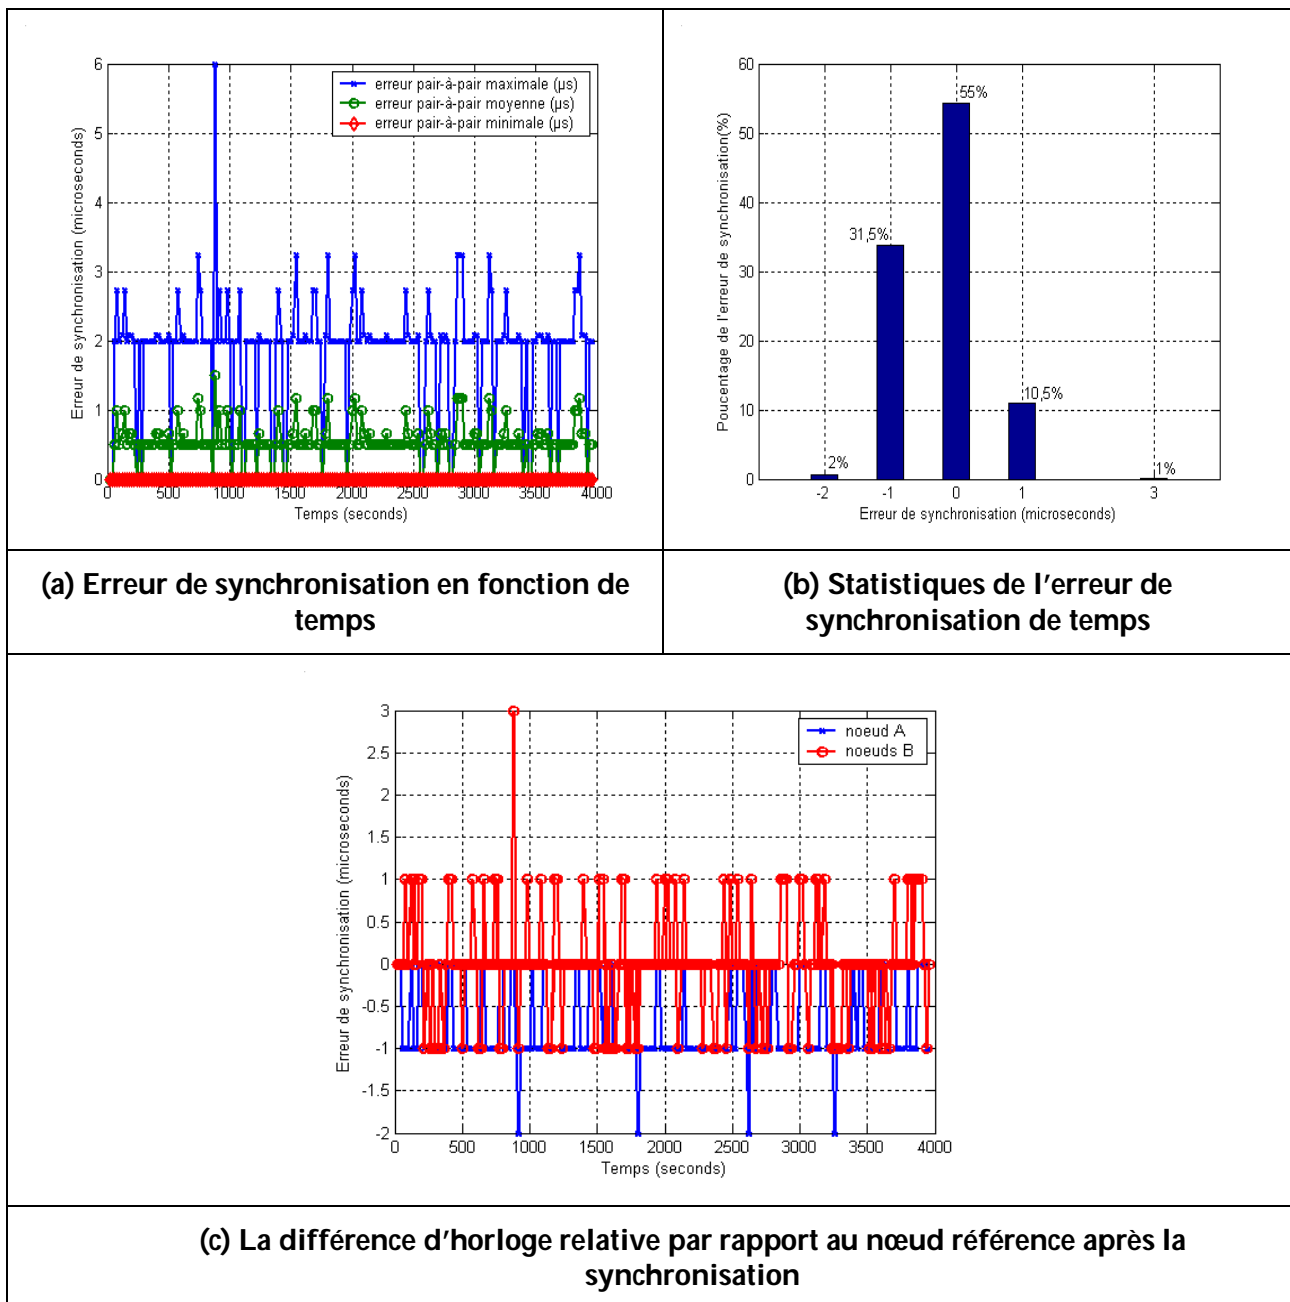 6
5
4
3
2
1
0
Erreur de synchronisation (microseconds)
erreur pair-à-pair maximale (µs)
erreur pair-à-pair moyenne (µs)
erreur pair-à-pair minimale (µs)
0 500 1000 1500 2000 2500 3000 3500 4000
Temps (seconds)
60
50
40
30
20
10
0
Poucentage de l'erreur de synchronisation(%)
2%
31,5%
55%
10,5%
1%
-2 -1 0 1 3
Erreur de synchronisation (microseconds)
(a) Erreur de synchronisation en fonction de
temps
(b) Statistiques de l'erreur de
synchronisation de temps
3
2.5
2
1.5
1
0.5
0
-0.5
-1
-1.5
-2
Erreur de synchronisation (microseconds)
noeud A
noeuds B
0 500 1000 1500 2000 2500 3000 3500 4000
Temps (seconds)
(c) La différence d'horloge relative par rapport au nœud référence après la
synchronisation